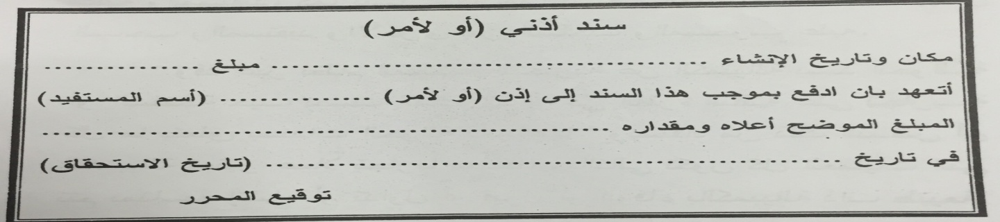 سند أذني (أو لأمر)
مكان وتاريخ الإنشاء ................................................ مبلغ ................
أتعهد بان ادفع بموجب هذا السند إلى إذن (أو لأمر) ................ (أسم المستفيد)
المبلغ الموضح أعلاه ومقداره ................................................................
في تاريخ ................................................................ (تاريخ الاستحقاق)
توقيع المحرر